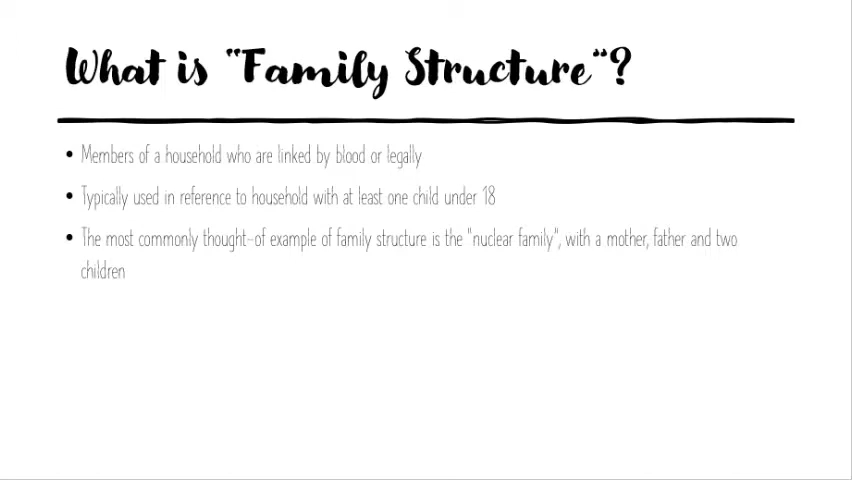 What is “Family Structure”?
• Members of a household who are linked by blood or legally
• Typically used in reference to household with at least one child under 18
• The most commonly thought-of example of family structure is the "nuclear family", with a mother, father and two
children